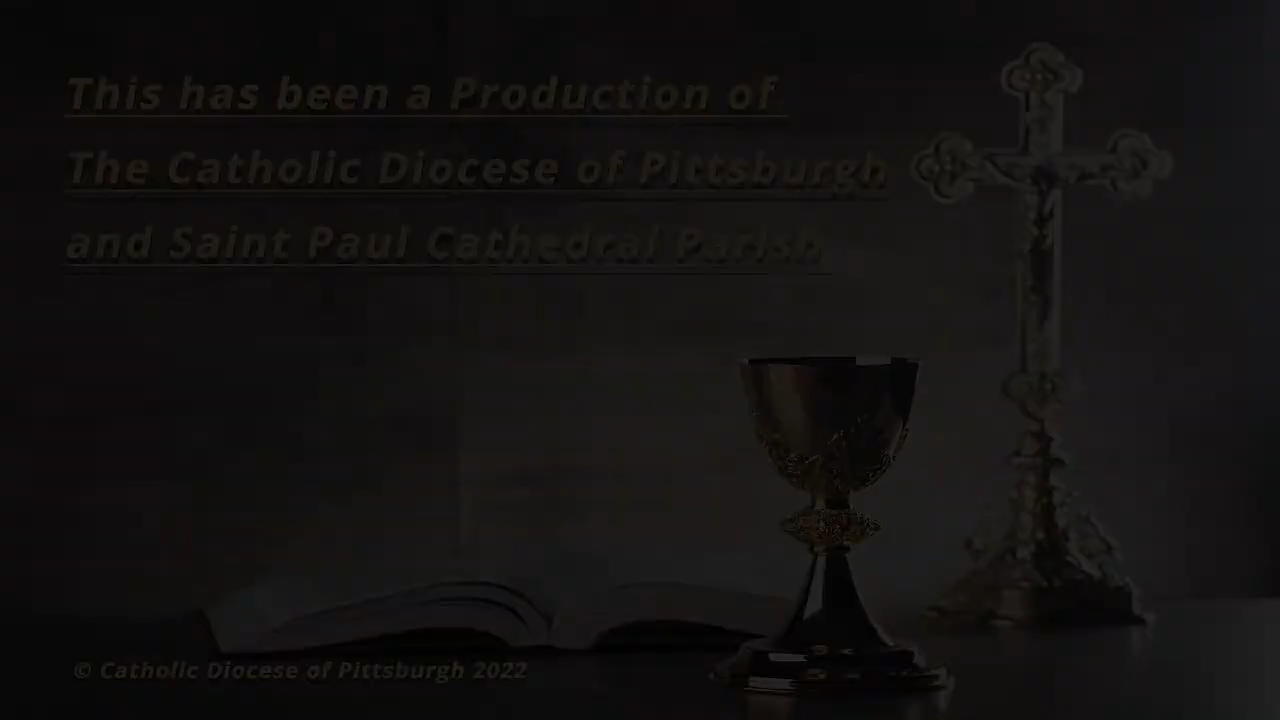 This has been a Production of
The Catholic Diocese of Pittsburgh
and Saint Paul Cathedral Parish
© Catholic Diocese of Pittsburgh 2022